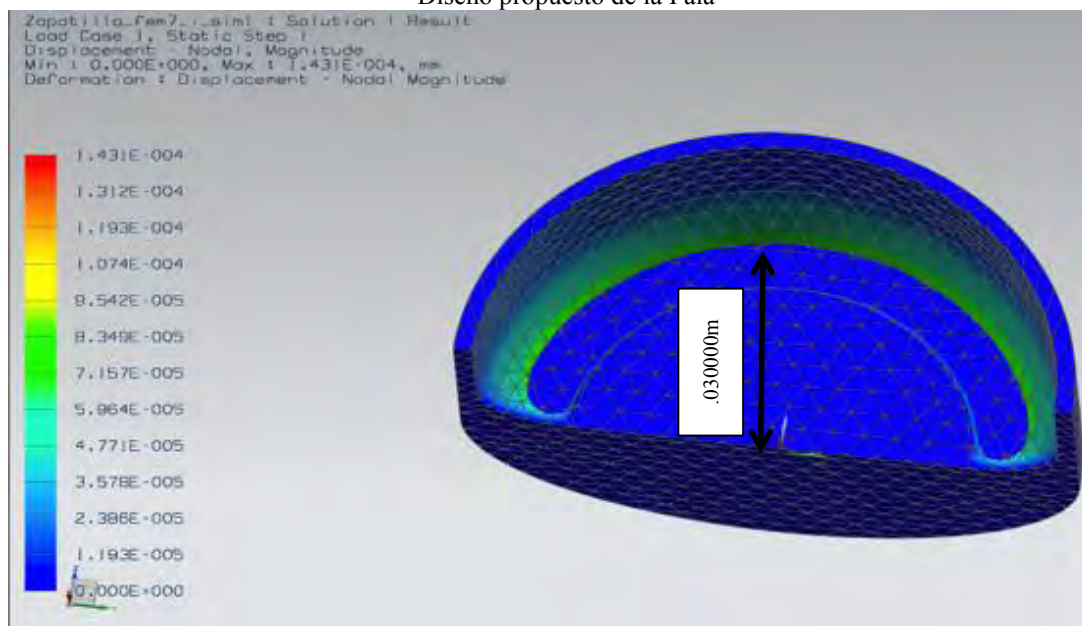 Diseño propuesto de la Pala
Zapatilla_fem7_i_sim1 : Solution 1 Result
Load Case 1, Static Step 1
Displacement - Nodal, Magnitude
Min : 0.000E+000, Max : 1.431E-004, mm
Deformation : Displacement - Nodal Magnitude
1.431E-004
1.312E-004
1.193E-004
1.074E-004
9.542E-005
8.349E-005
7.157E-005
5.964E-005
4.771E-005
3.578E-005
2.386E-005
1.193E-005
0.000E+000
.030000m